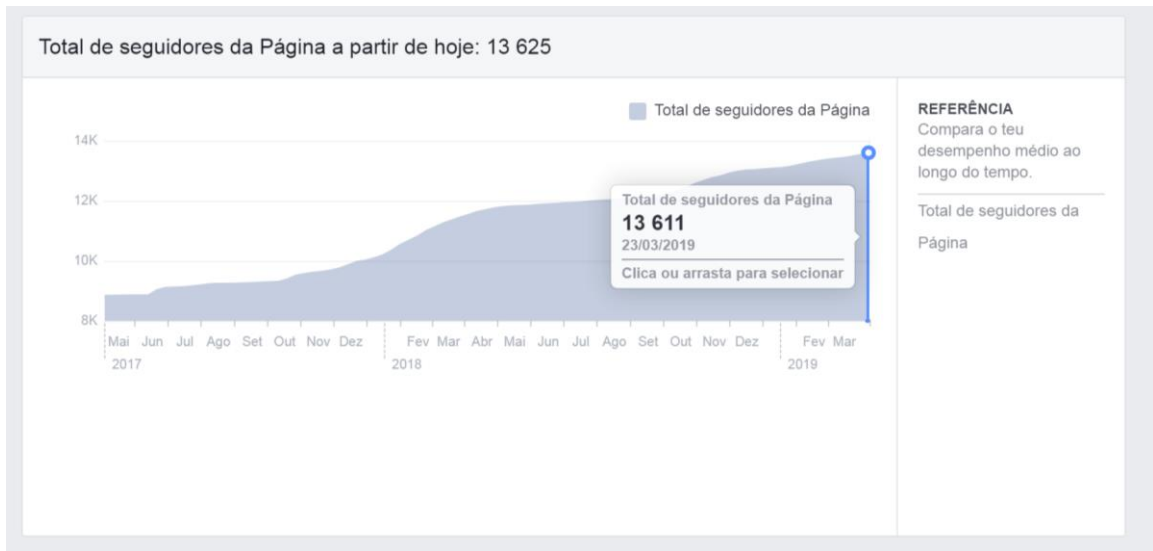 Total de seguidores da Página a partir de hoje: 13 625
Total de seguidores da Página
REFERÊNCIA
Compara o teu
desempenho médio ao
longo do tempo.
Total de seguidores da
Página
14K
12K
10K
8K
Total de seguidores da Página
13 611
23/03/2019
Clica ou arrasta para selecionar
Mai Jun Jul Ago Set Out Nov Dez Fev Mar Abr Mai Jun Jul Ago Set Out Nov Dez Fev Mar
2017 2018 2019